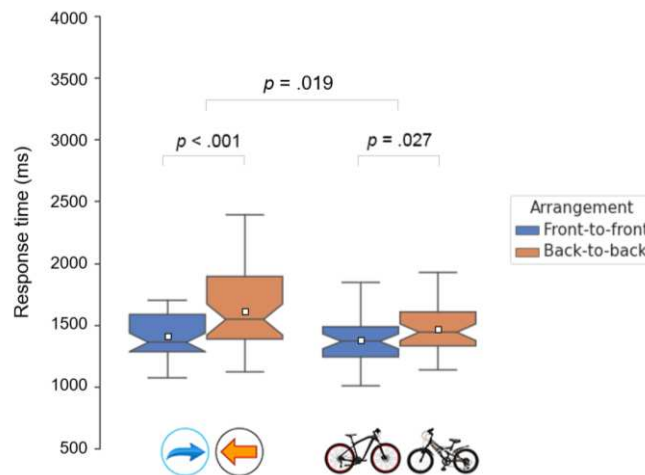 4000
3500
3000
2500
2000
1500
1000
500
Response time (ms)
p = .019
p < .001
p = .027
Arrangement
Front-to-front
Back-to-back